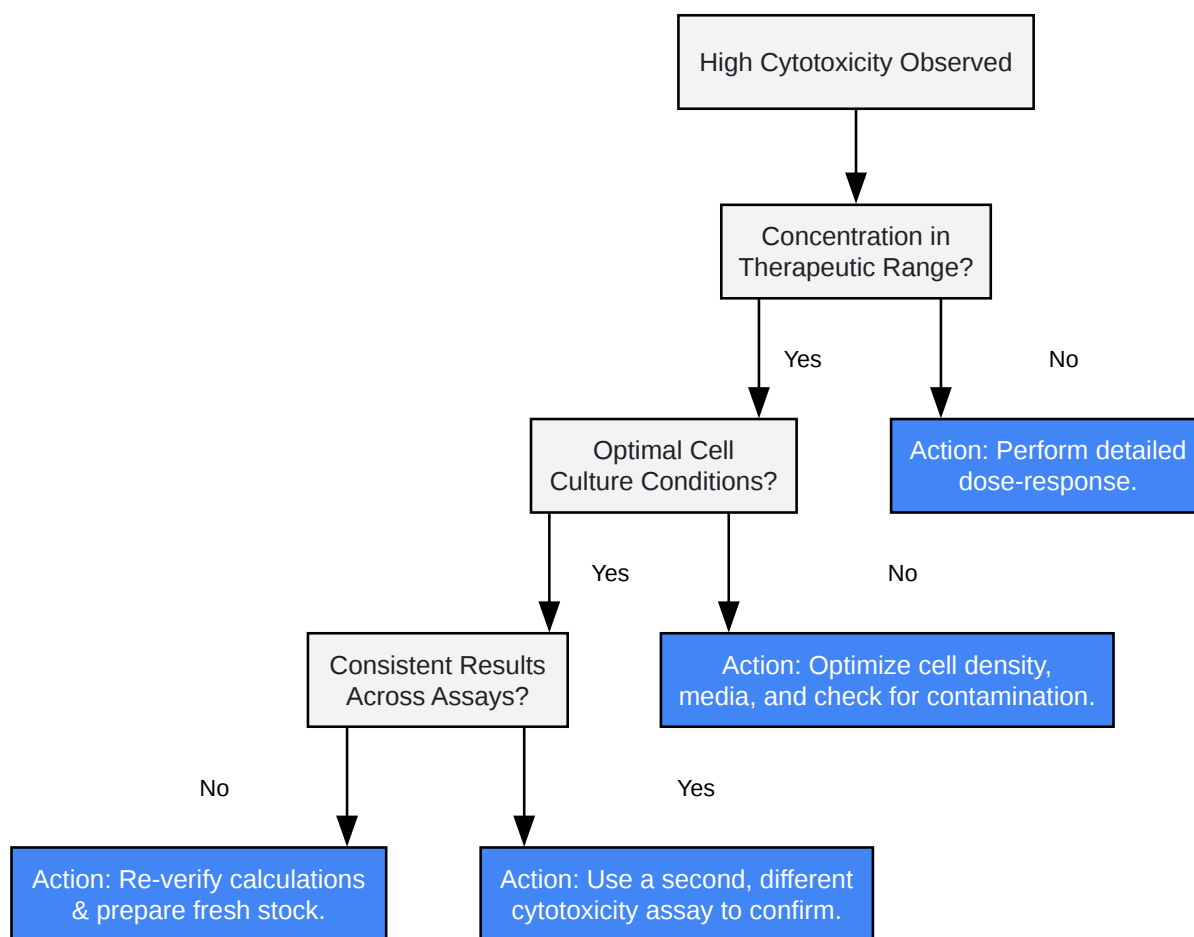 High Cytotoxicity Observed
Concentration in
Therapeutic Range?
Yes
No
Optimal Cell
Culture Conditions?
Action: Perform detailed
dose-response.
Yes
No
Consistent Results
Across Assays?
Action: Optimize cell density,
media, and check for contamination.
No
Yes
Action: Re-verify calculations
& prepare fresh stock.
Action: Use a second, different
cytotoxicity assay to confirm.